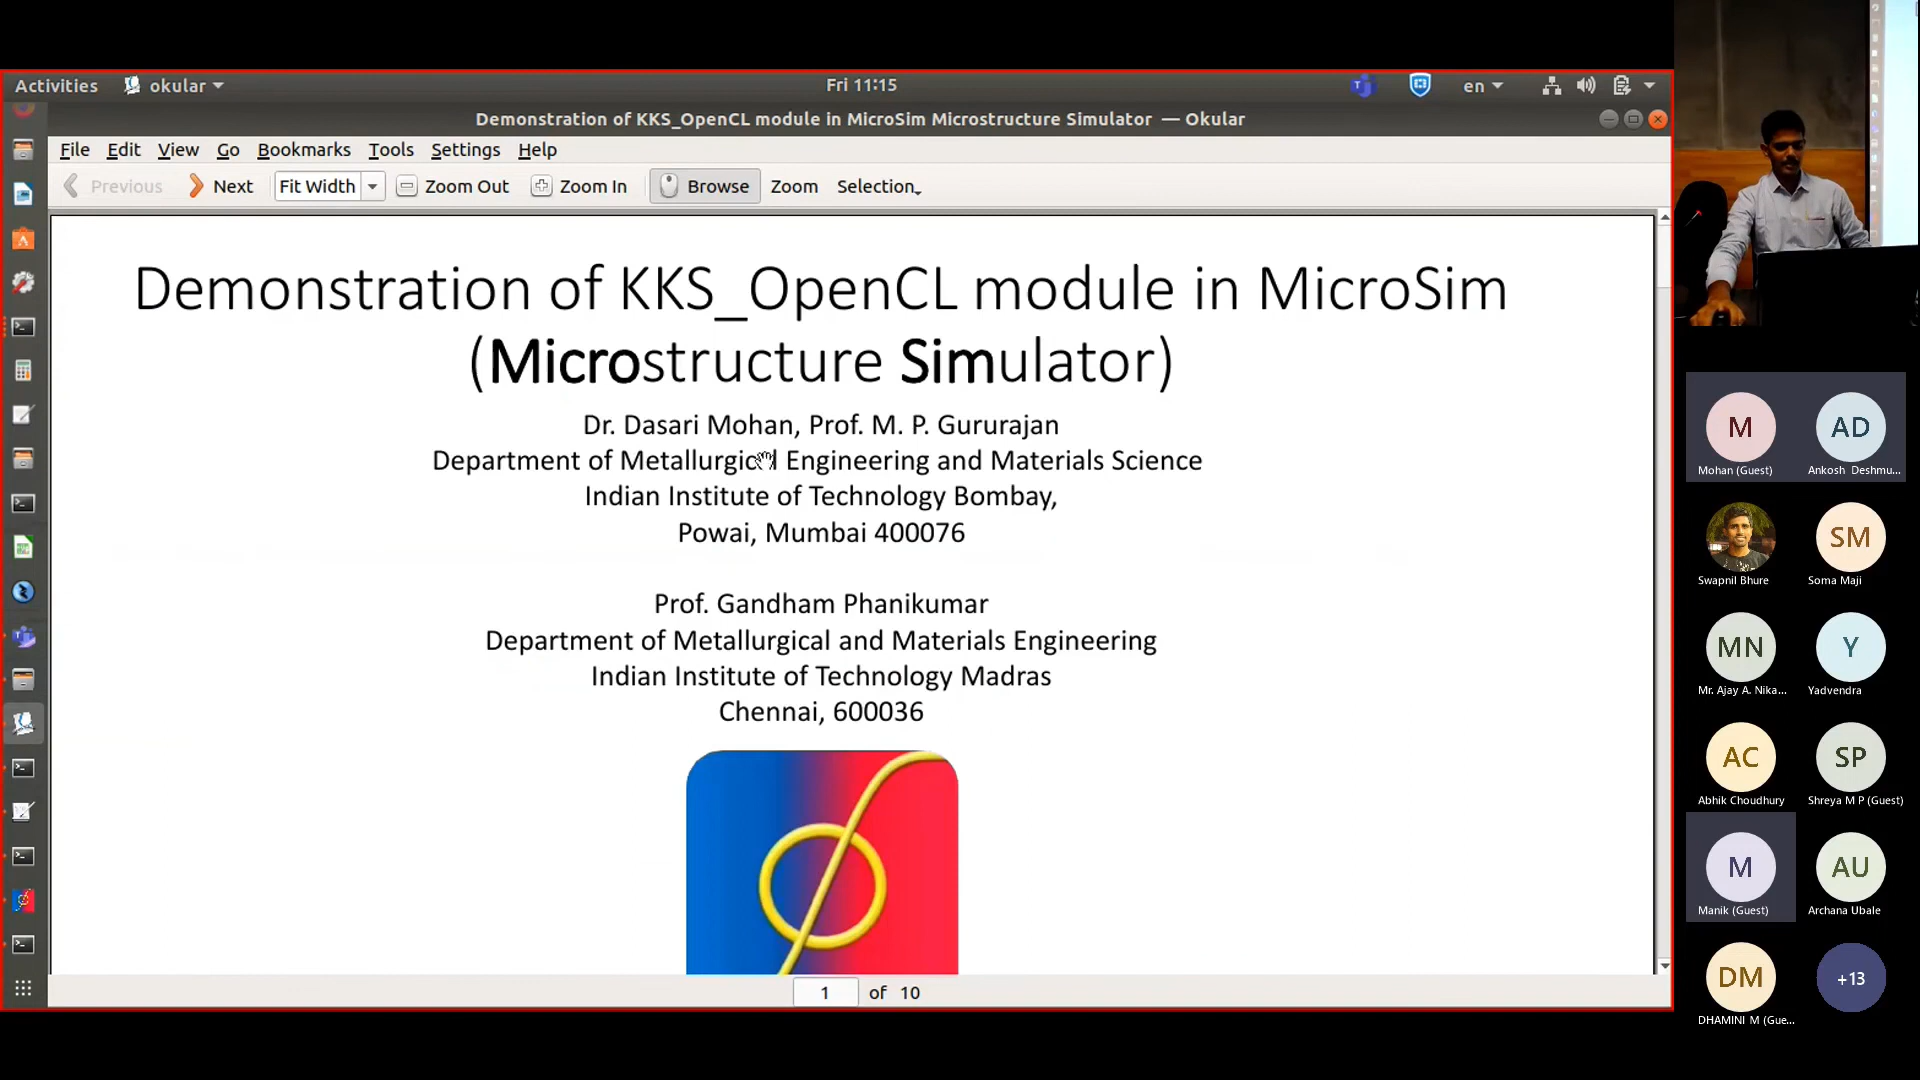 Activities
okular
Fri 11:15
en
Demonstration of KKS_OpenCL module in MicroSim Microstructure Simulator — Okular
File Edit View Go Bookmarks Tools Settings Help
Previous Next Fit Width Zoom Out Zoom In Browse Zoom Selection
Demonstration of KKS_OpenCL module in MicroSim
(Microstructure Simulator)
Dr. Dasari Mohan, Prof. M. P. Gururajan
Department of Metallurgical Engineering and Materials Science
Indian Institute of Technology Bombay,
Powai, Mumbai 400076
Prof. Gandham Phanikumar
Department of Metallurgical and Materials Engineering
Indian Institute of Technology Madras
Chennai, 600036
1 of 10
M AD
Mohan (Guest) Ankosh Deshmu...
SM
Swapnil Bhure Soma Maji
MN Y
Mr. Ajay A. Nika... Yadvendra
AC SP
Abhik Choudhury Shreya M P (Guest)
M AU
Manik (Guest) Archana Ubale
DM +13
DHAMINI M (Gue...